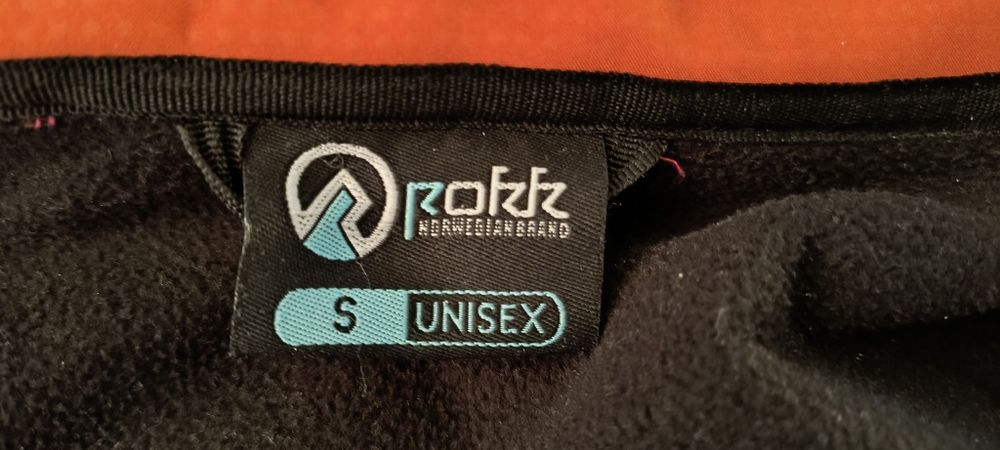 rokk
NORWEGIAN BRAND
S UNISEX